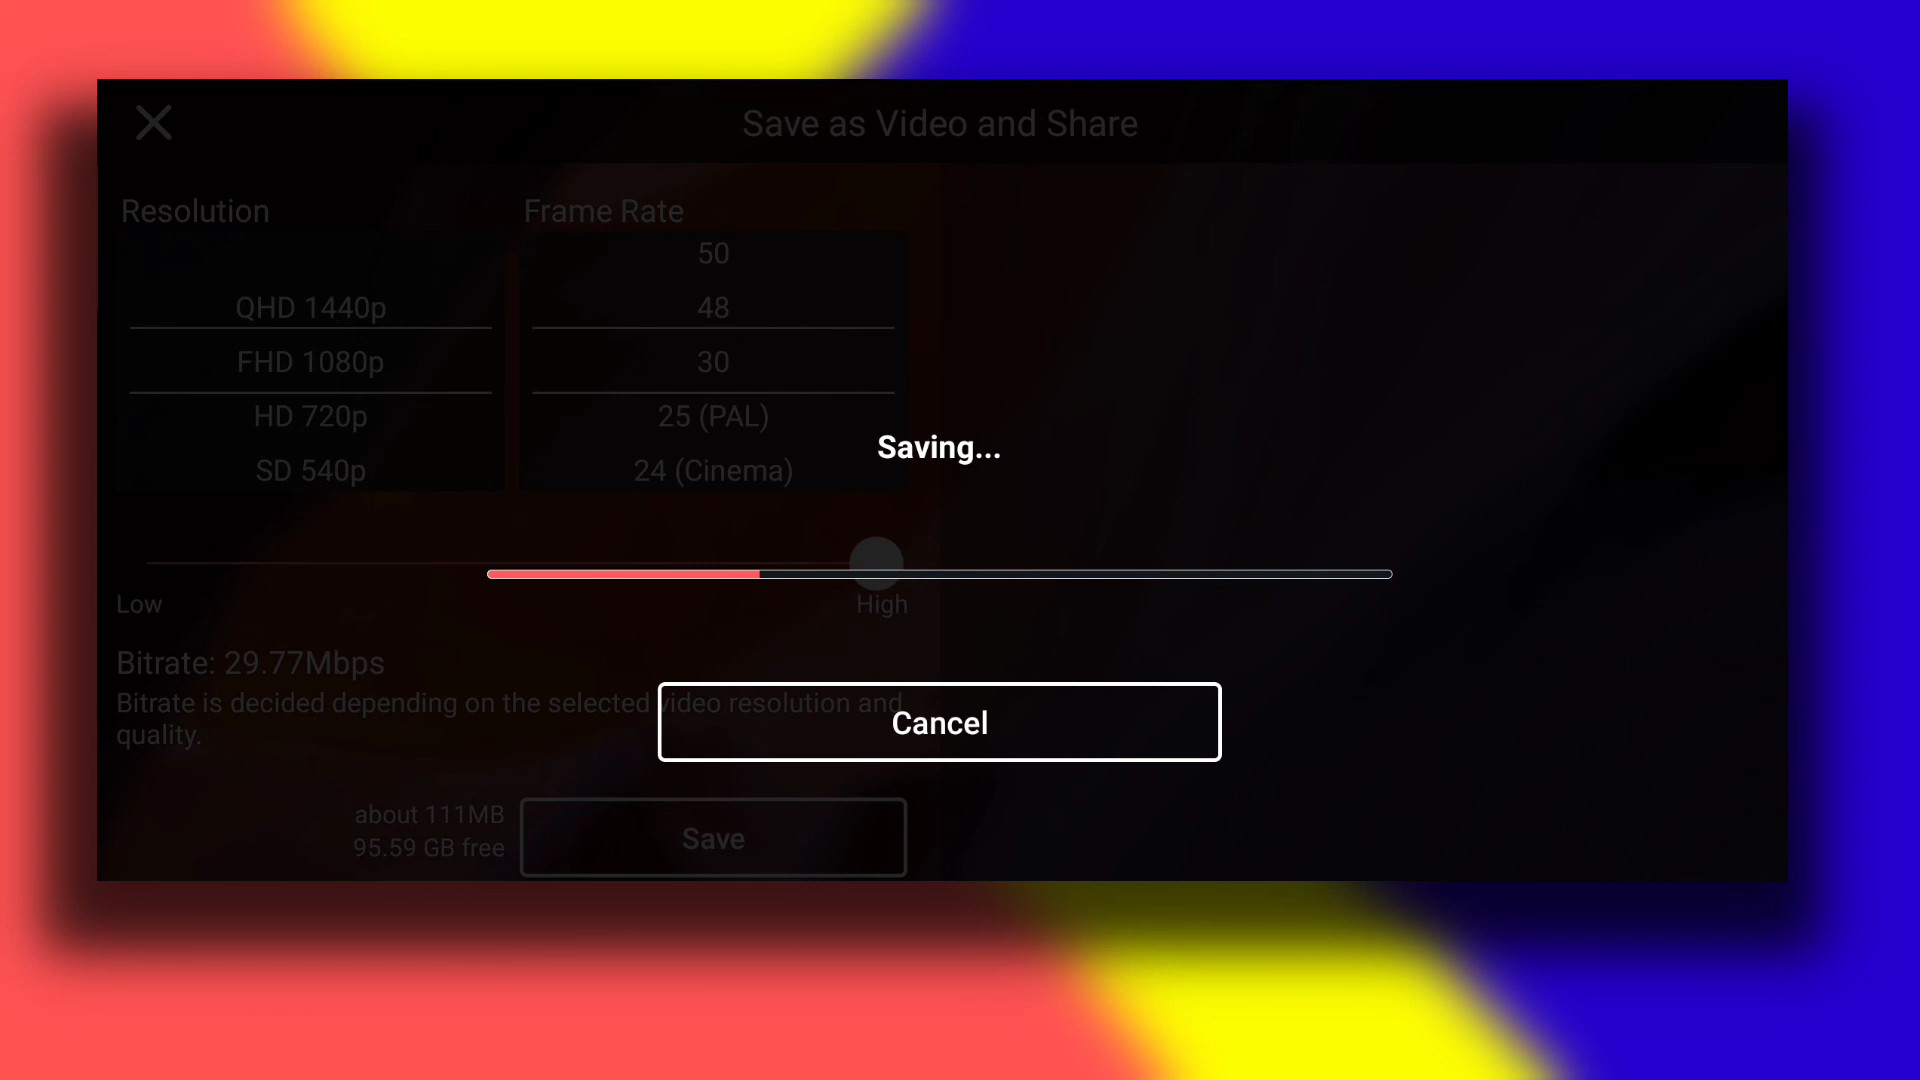 Save as Video and Share
Resolution
Frame Rate
50
QHD 1440p
48
FHD 1080p
30
HD 720p
25 (PAL)
SD 540p
24 (Cinema)
Saving...
Low
High
Bitrate: 29.77Mbps
Bitrate is decided depending on the selected video resolution and
quality.
Cancel
about 111MB
95.59 GB free
Save